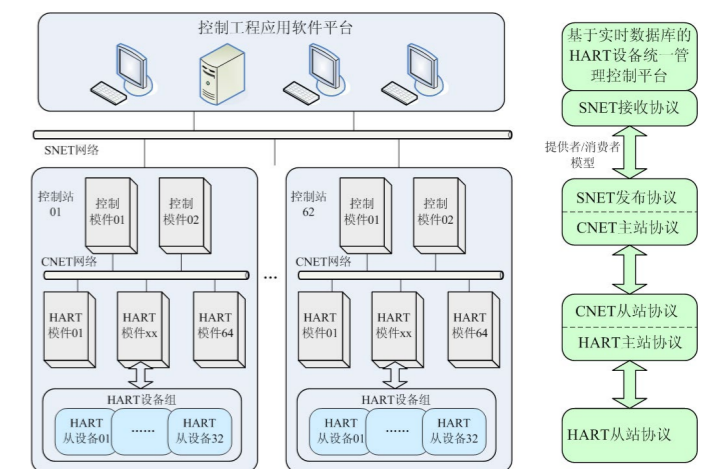 控制工程应用软件平台
SNET网络
控制站
01
控制
模件01
控制
模件02
CNET网络
HART
模件01
HART
模件xx
HART
模件64
HART设备组
HART
从设备01
......
HART
从设备32
...
控制站
62
控制
模件01
控制
模件02
CNET网络
HART
模件01
HART
模件xx
HART
模件64
HART设备组
HART
从设备01
......
HART
从设备32
基于实时数据库的
HART设备统一管
理控制平台
SNET接收协议
提供者/消费者
模型
SNET发布协议
CNET主站协议
CNET从站协议
HART主站协议
HART从站协议